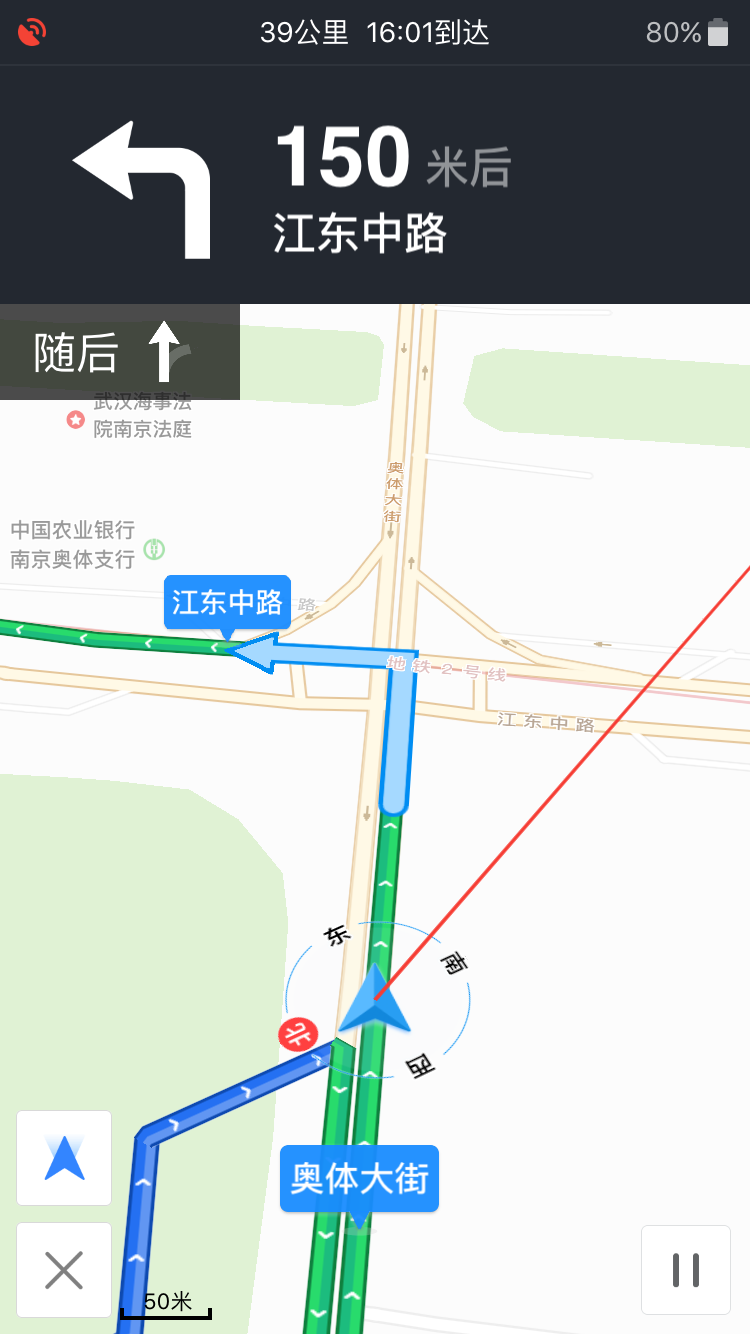 39公里 16:01到达
80%
150 米后
江东中路
随后
武汉海事法
院南京法庭
奥体大街
中国农业银行
南京奥体支行
江东中路
路
地铁2号线
江东中路
东
南
北
西
奥体大街
50米